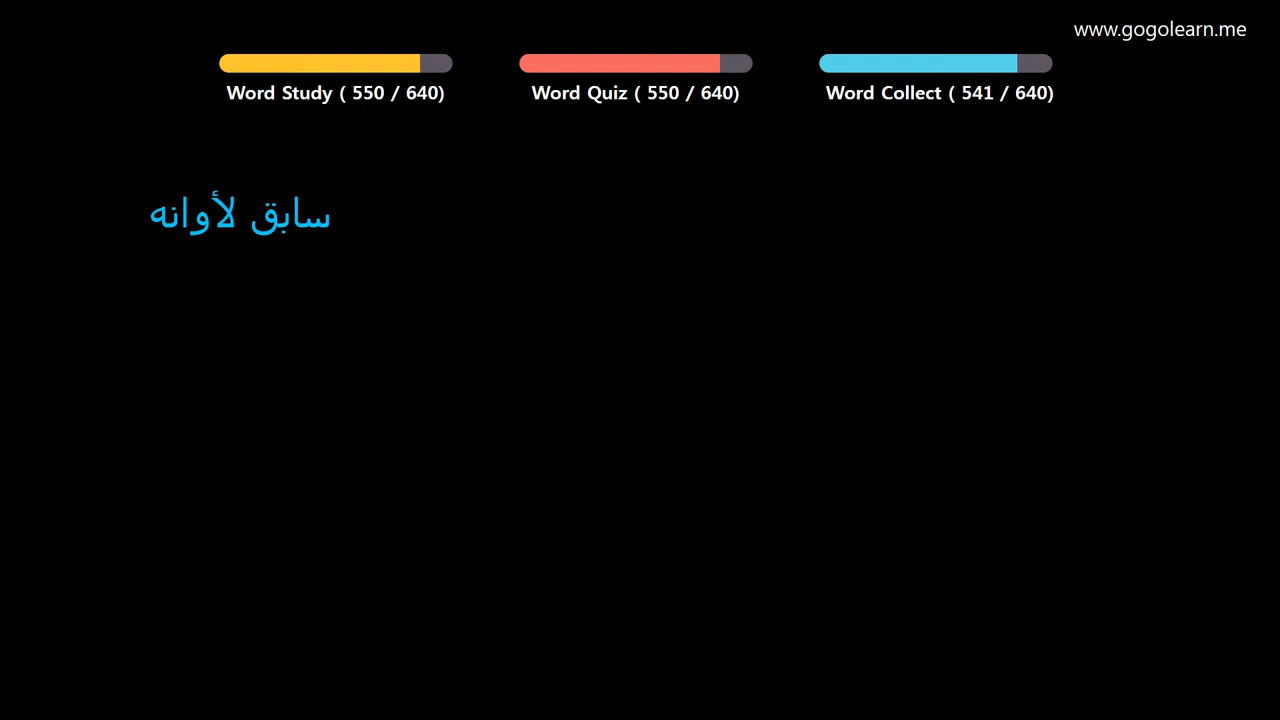 www.gogolearn.me
Word Study ( 550 / 640)
Word Quiz ( 550 / 640)
Word Collect ( 541 / 640)
سابق لأوانه